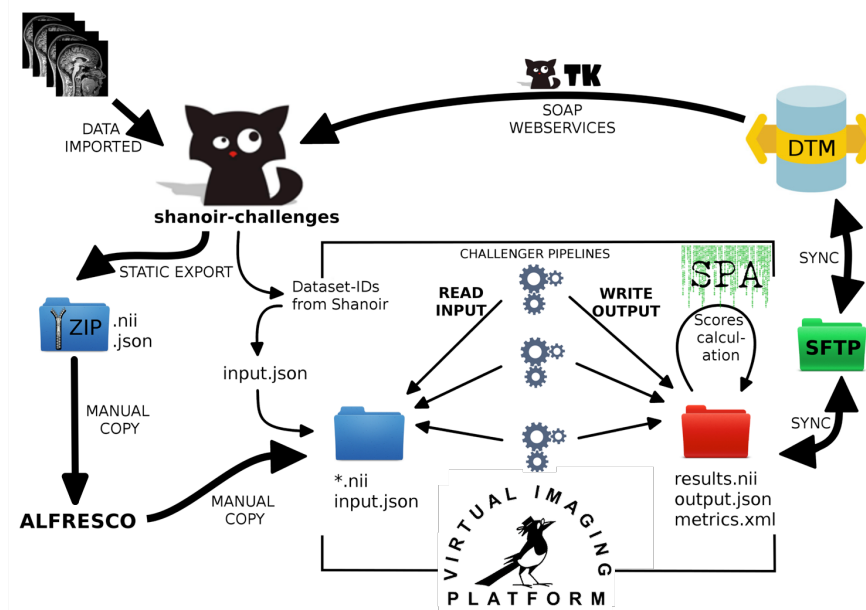 TK
SOAP
WEBSERVICES
DATA
IMPORTED
DTM
shanoir-challenges
STATIC EXPORT
CHALLENGER PIPELINES
SPA
SYNC
Dataset-IDs
from Shanoir
READ
INPUT
WRITE
OUTPUT
Scores
calcul-
ation
ZIP
.nii
.json
SFTP
input.json
MANUAL
COPY
SYNC
*.nii
input.json
results.nii
output.json
metrics.xml
MANUAL
COPY
ALFRESCO
VIRTUAL IMAGING
PLATFORM